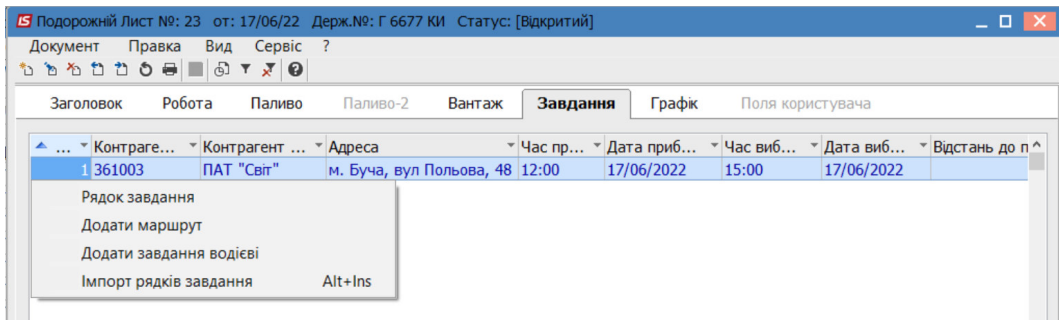 Подорожній Лист №: 23 от: 17/06/22 Держ.№: Г 6677 КИ Статус: [Відкритий]
Документ Правка Вид Сервіс ?
Заголовок Робота Паливо Паливо-2 Вантаж Завдання Графік Поля користувача
... Контраге... Контрагент ... Адреса Час пр... Дата приб... Час виб... Дата виб... Відстань до п
1 361003 ПАТ "Світ" м. Буча, вул Польова, 48 12:00 17/06/2022 15:00 17/06/2022
Рядок завдання
Додати маршрут
Додати завдання водієві
Імпорт рядків завдання Alt+Ins